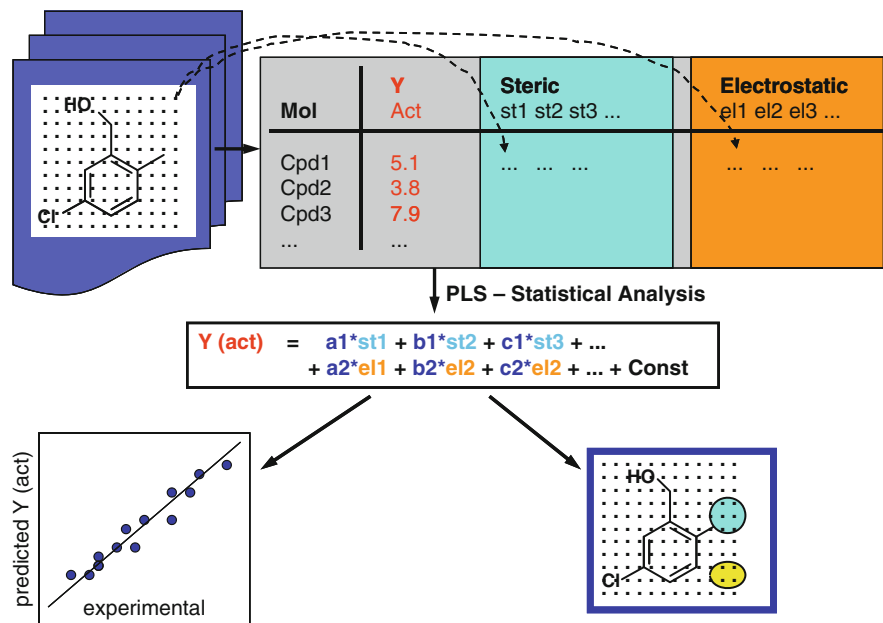 HO
Cl
Y Steric Electrostatic
Mol Act st1 st2 st3 ... el1 el2 el3 ...
Cpd1 5.1 ... ... ... ... ... ...
Cpd2 3.8
Cpd3 7.9
... ...
PLS – Statistical Analysis
Y (act) = a1*st1 + b1*st2 + c1*st3 + ...
+ a2*el1 + b2*el2 + c2*el2 + ... + Const
predicted Y (act)
experimental
HO
Cl